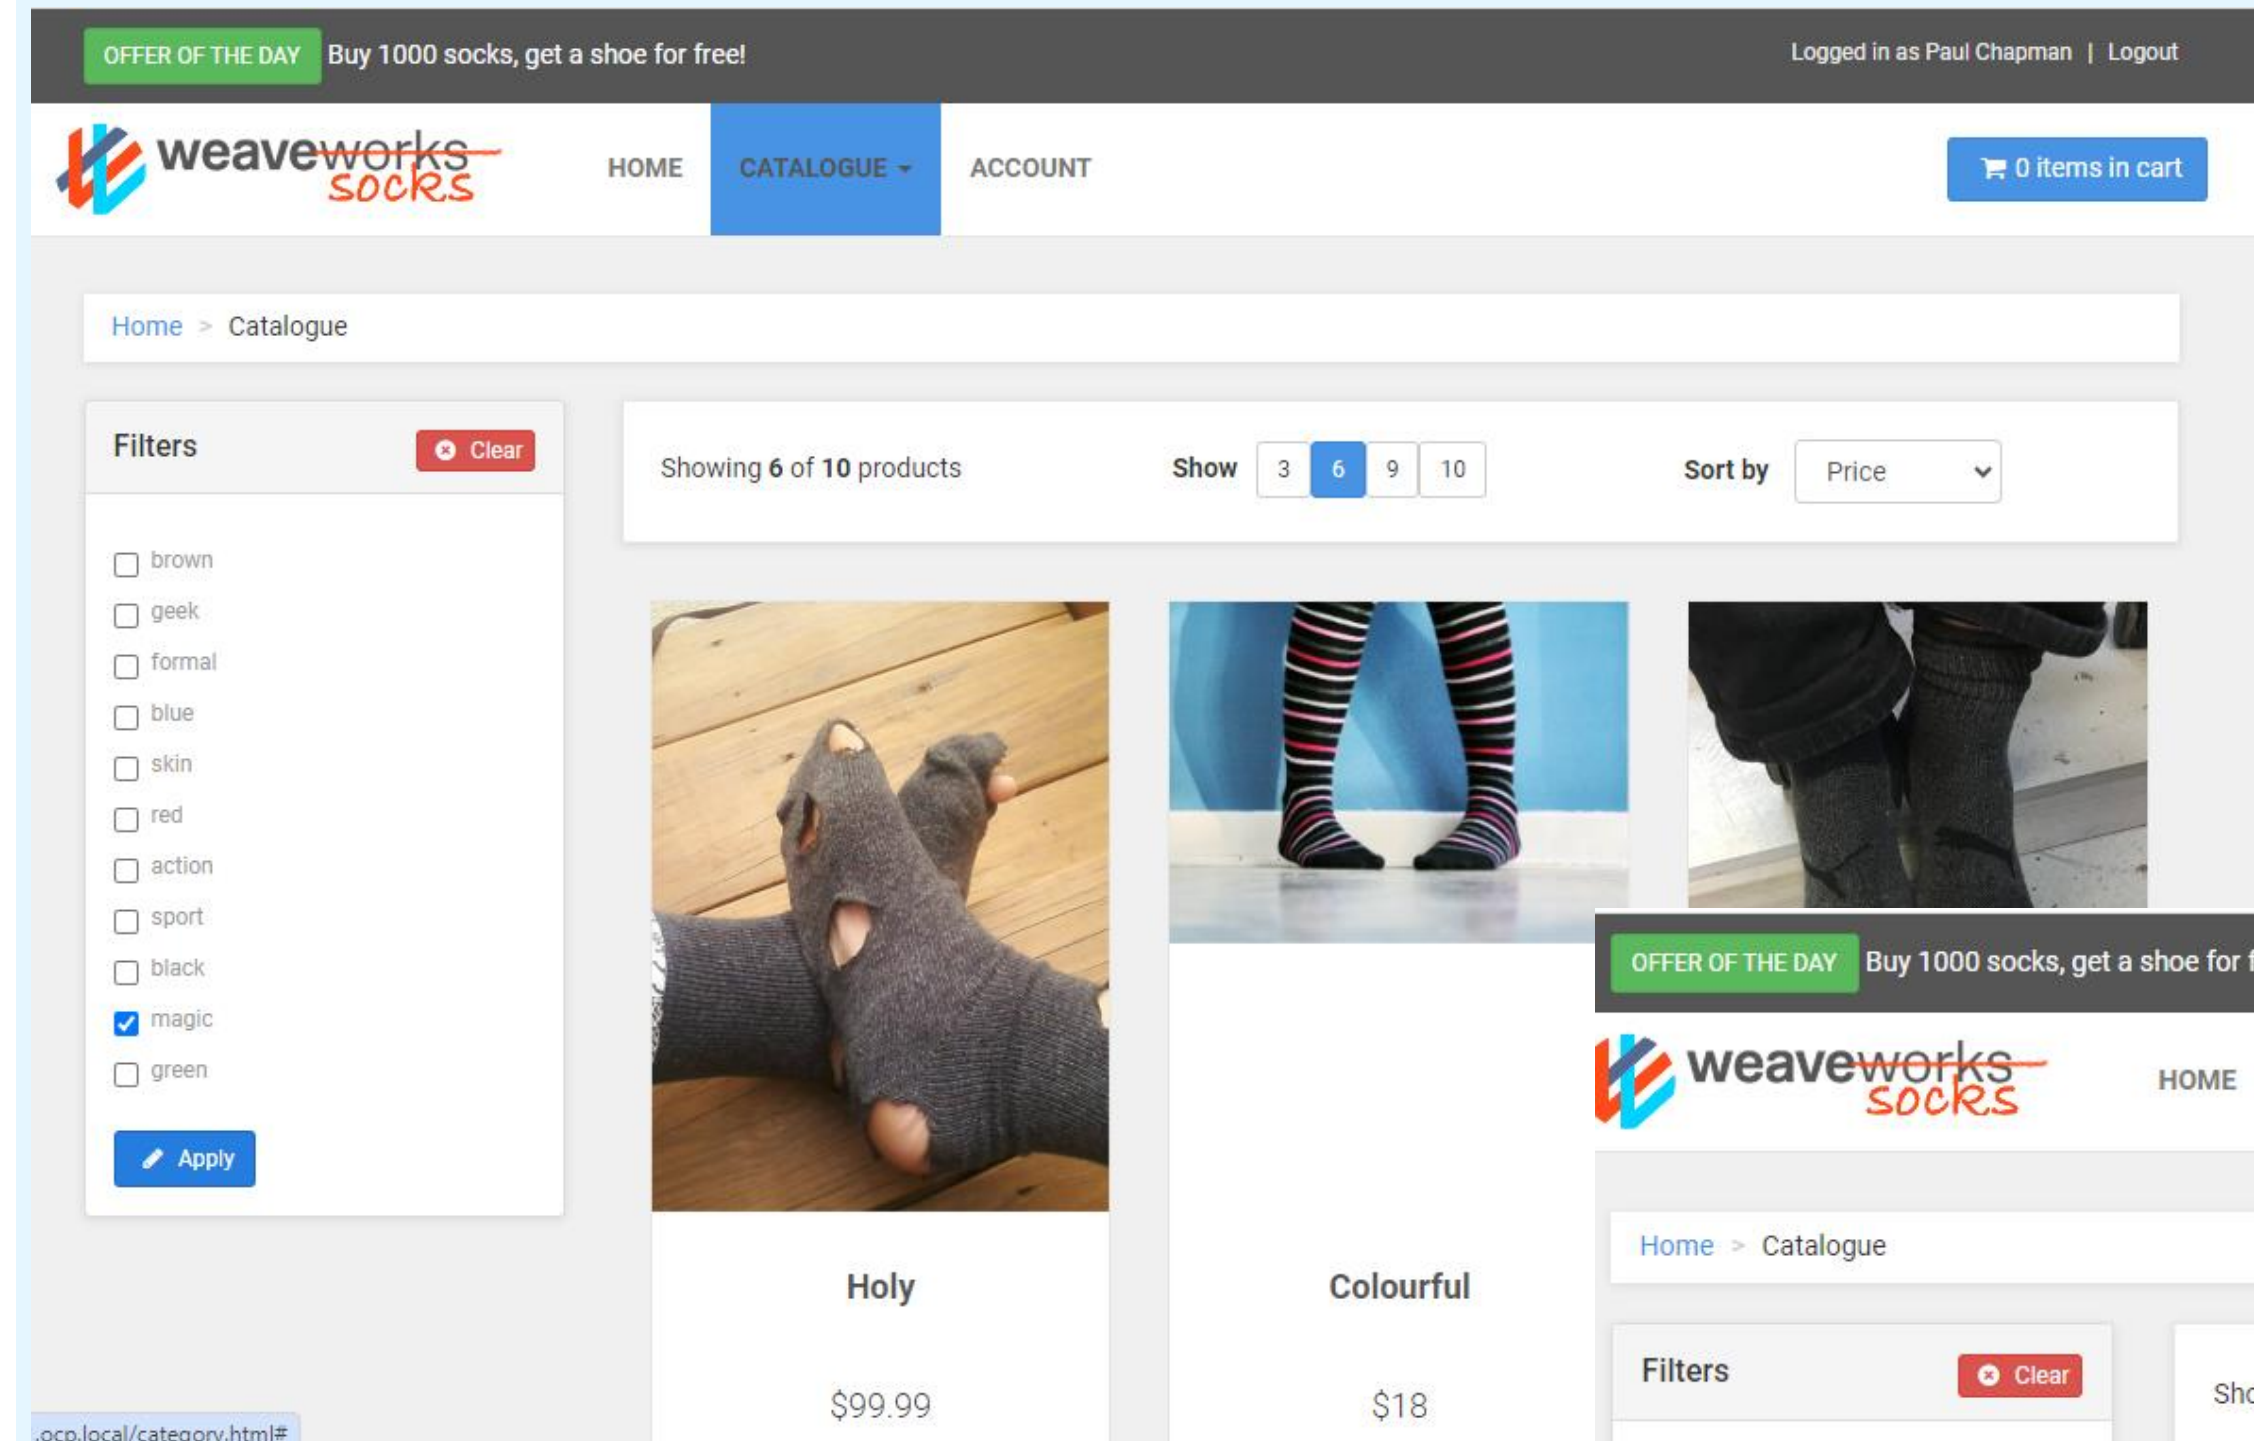 OFFER OF THE DAY Buy 1000 socks, get a shoe for free!
Logged in as Paul Chapman | Logout
weaveworks
socks
HOME CATALOGUE ACCOUNT
0 items in cart
Home > Catalogue
Filters
Clear
brown
geek
formal
blue
skin
red
action
sport
black
magic
green
Apply
Showing 6 of 10 products
Show 3 6 9 10
Sort by Price
Holy
$99.99
Colourful
$18
.ocp.local/category.html#
OFFER OF THE DAY Buy 1000 socks, get a shoe for f
weaveworks
socks
HOME
Home > Catalogue
Filters
Clear
Sho